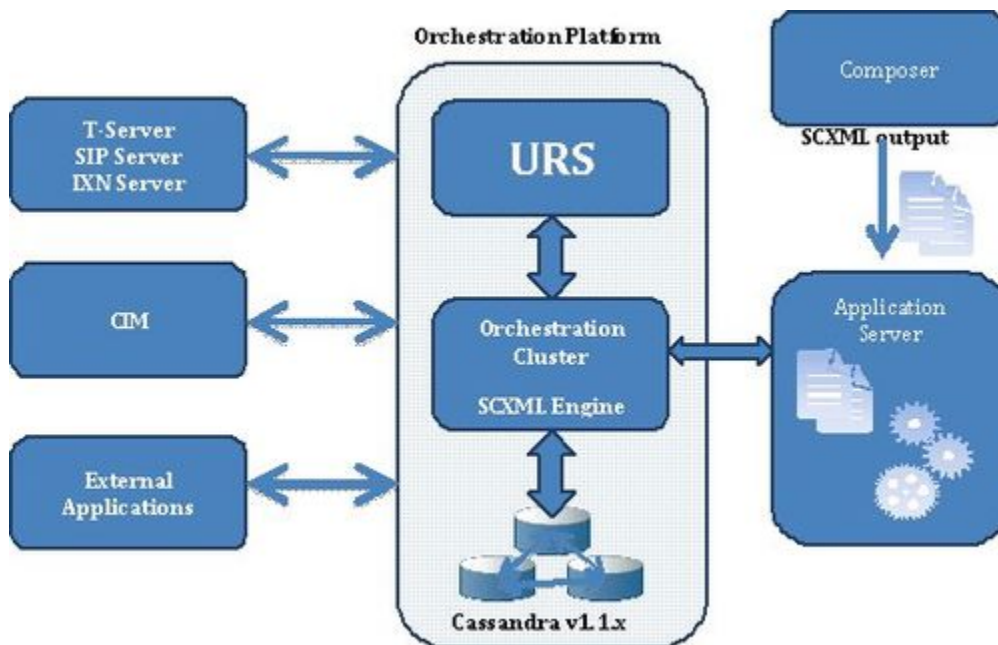 Orchestration Platform
Composer
SCXML output
T-Server
SIP Server
IXN Server
URS
CIM
Orchestration
Cluster
SCXML Engine
Application
Server
External
Applications
Cassandra v1.1.x